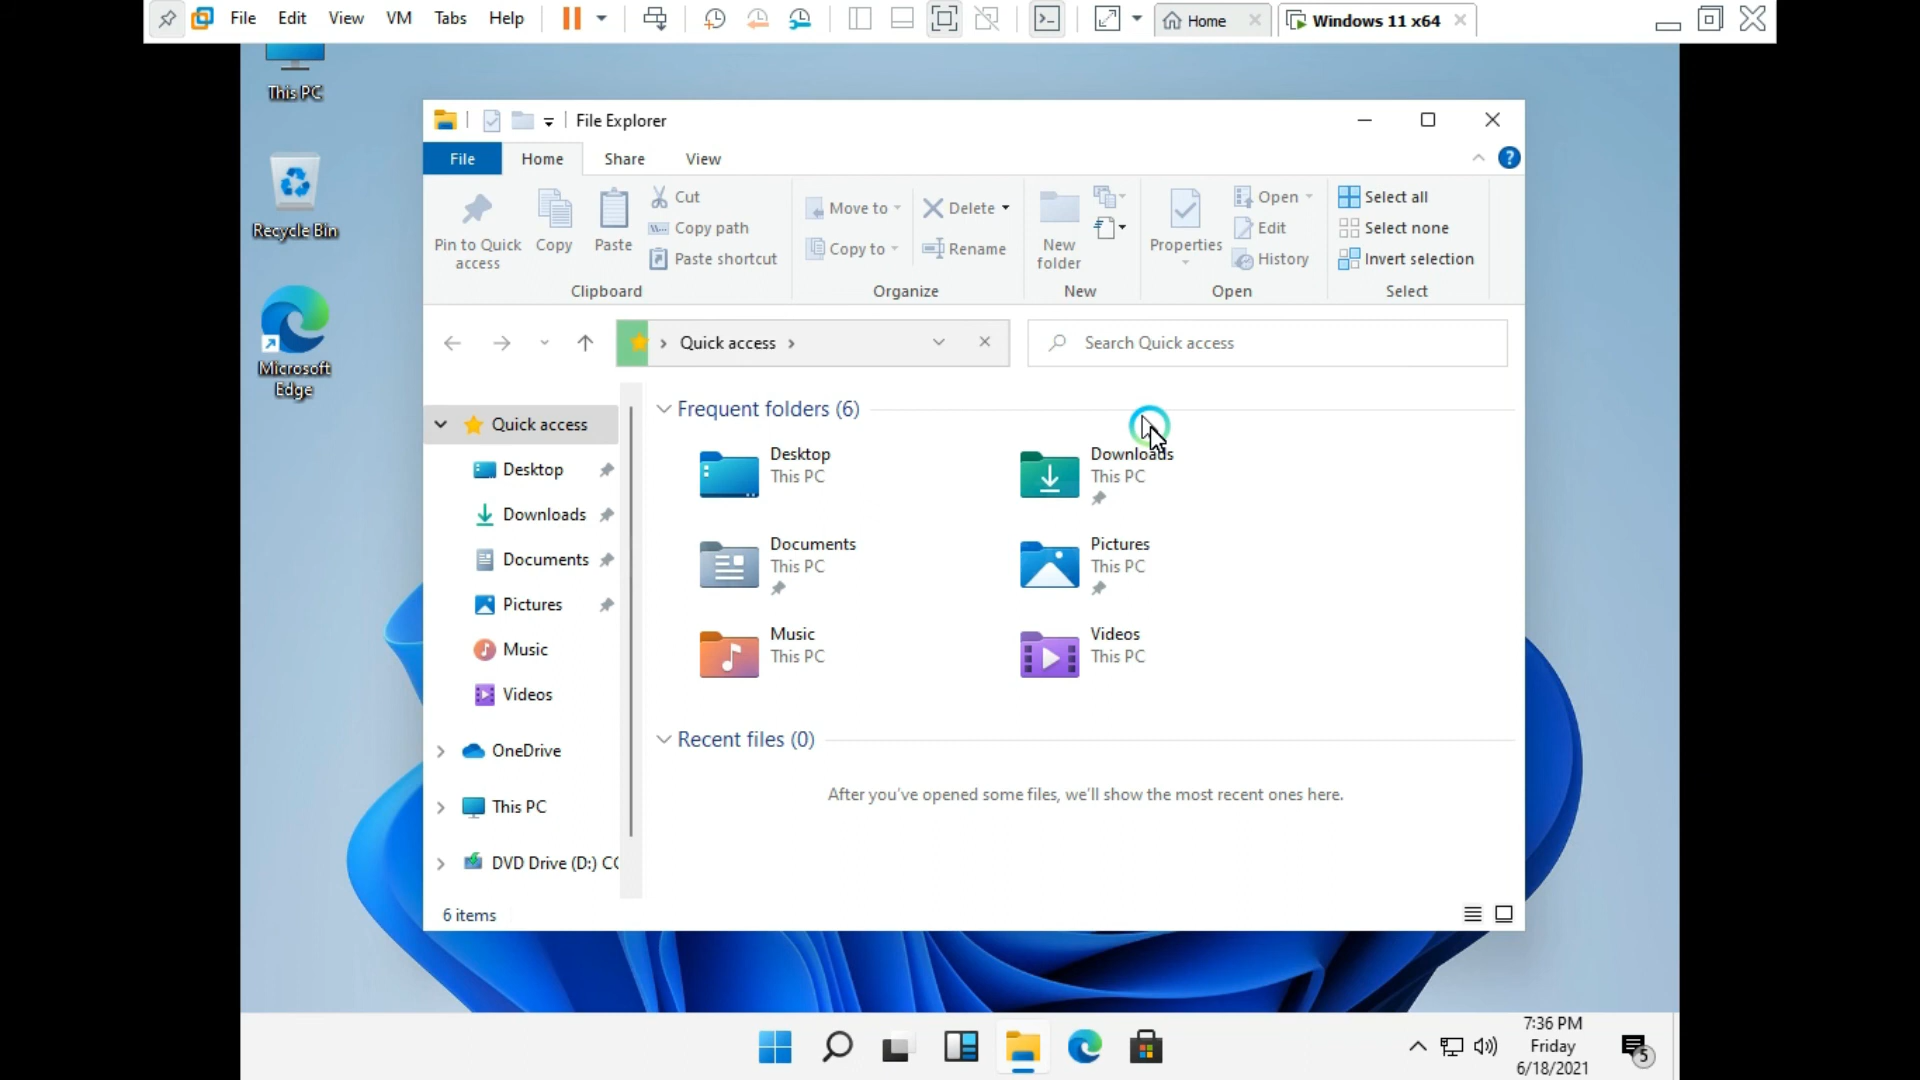 File Edit View VM Tabs Help Home Windows 11 x64
This PC
Recycle Bin
Microsoft
Edge
File Explorer
File Home Share View
Pin to Quick
access
Copy
Paste
Cut
Copy path
Paste shortcut
Clipboard
Move to
Copy to
Delete
Rename
Organize
New
folder
New
Properties
Open
Edit
History
Open
Select all
Select none
Invert selection
Select
Quick access
Search Quick access
Quick access
Desktop
Downloads
Documents
Pictures
Music
Videos
OneDrive
This PC
DVD Drive (D:) CC
Frequent folders (6)
Desktop
This PC
Downloads
This PC
Documents
This PC
Pictures
This PC
Music
This PC
Videos
This PC
Recent files (0)
After you've opened some files, we'll show the most recent ones here.
6 items
7:36 PM
Friday
6/18/2021
5